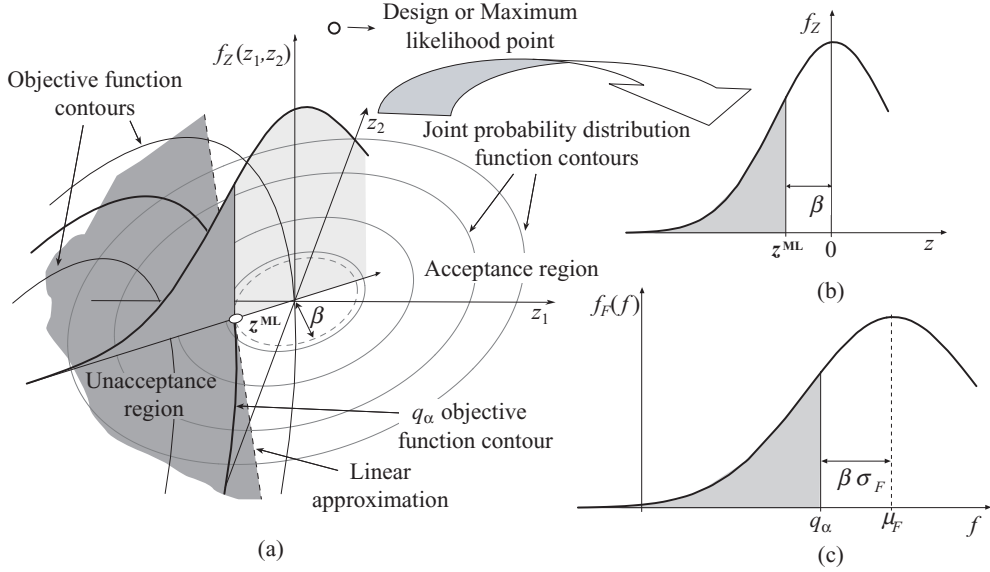 Design or Maximum
likelihood point
f_Z(z_1,z_2)
Objective function
contours
z_2
Joint probability distribution
function contours
Acceptance region
z^ML
β
z_1
Unacceptance
region
q_α objective
function contour
Linear
approximation
(a)
f_Z
β
z^ML
0
z
(b)
f_F(f)
β σ_F
q_α
μ_F
f
(c)